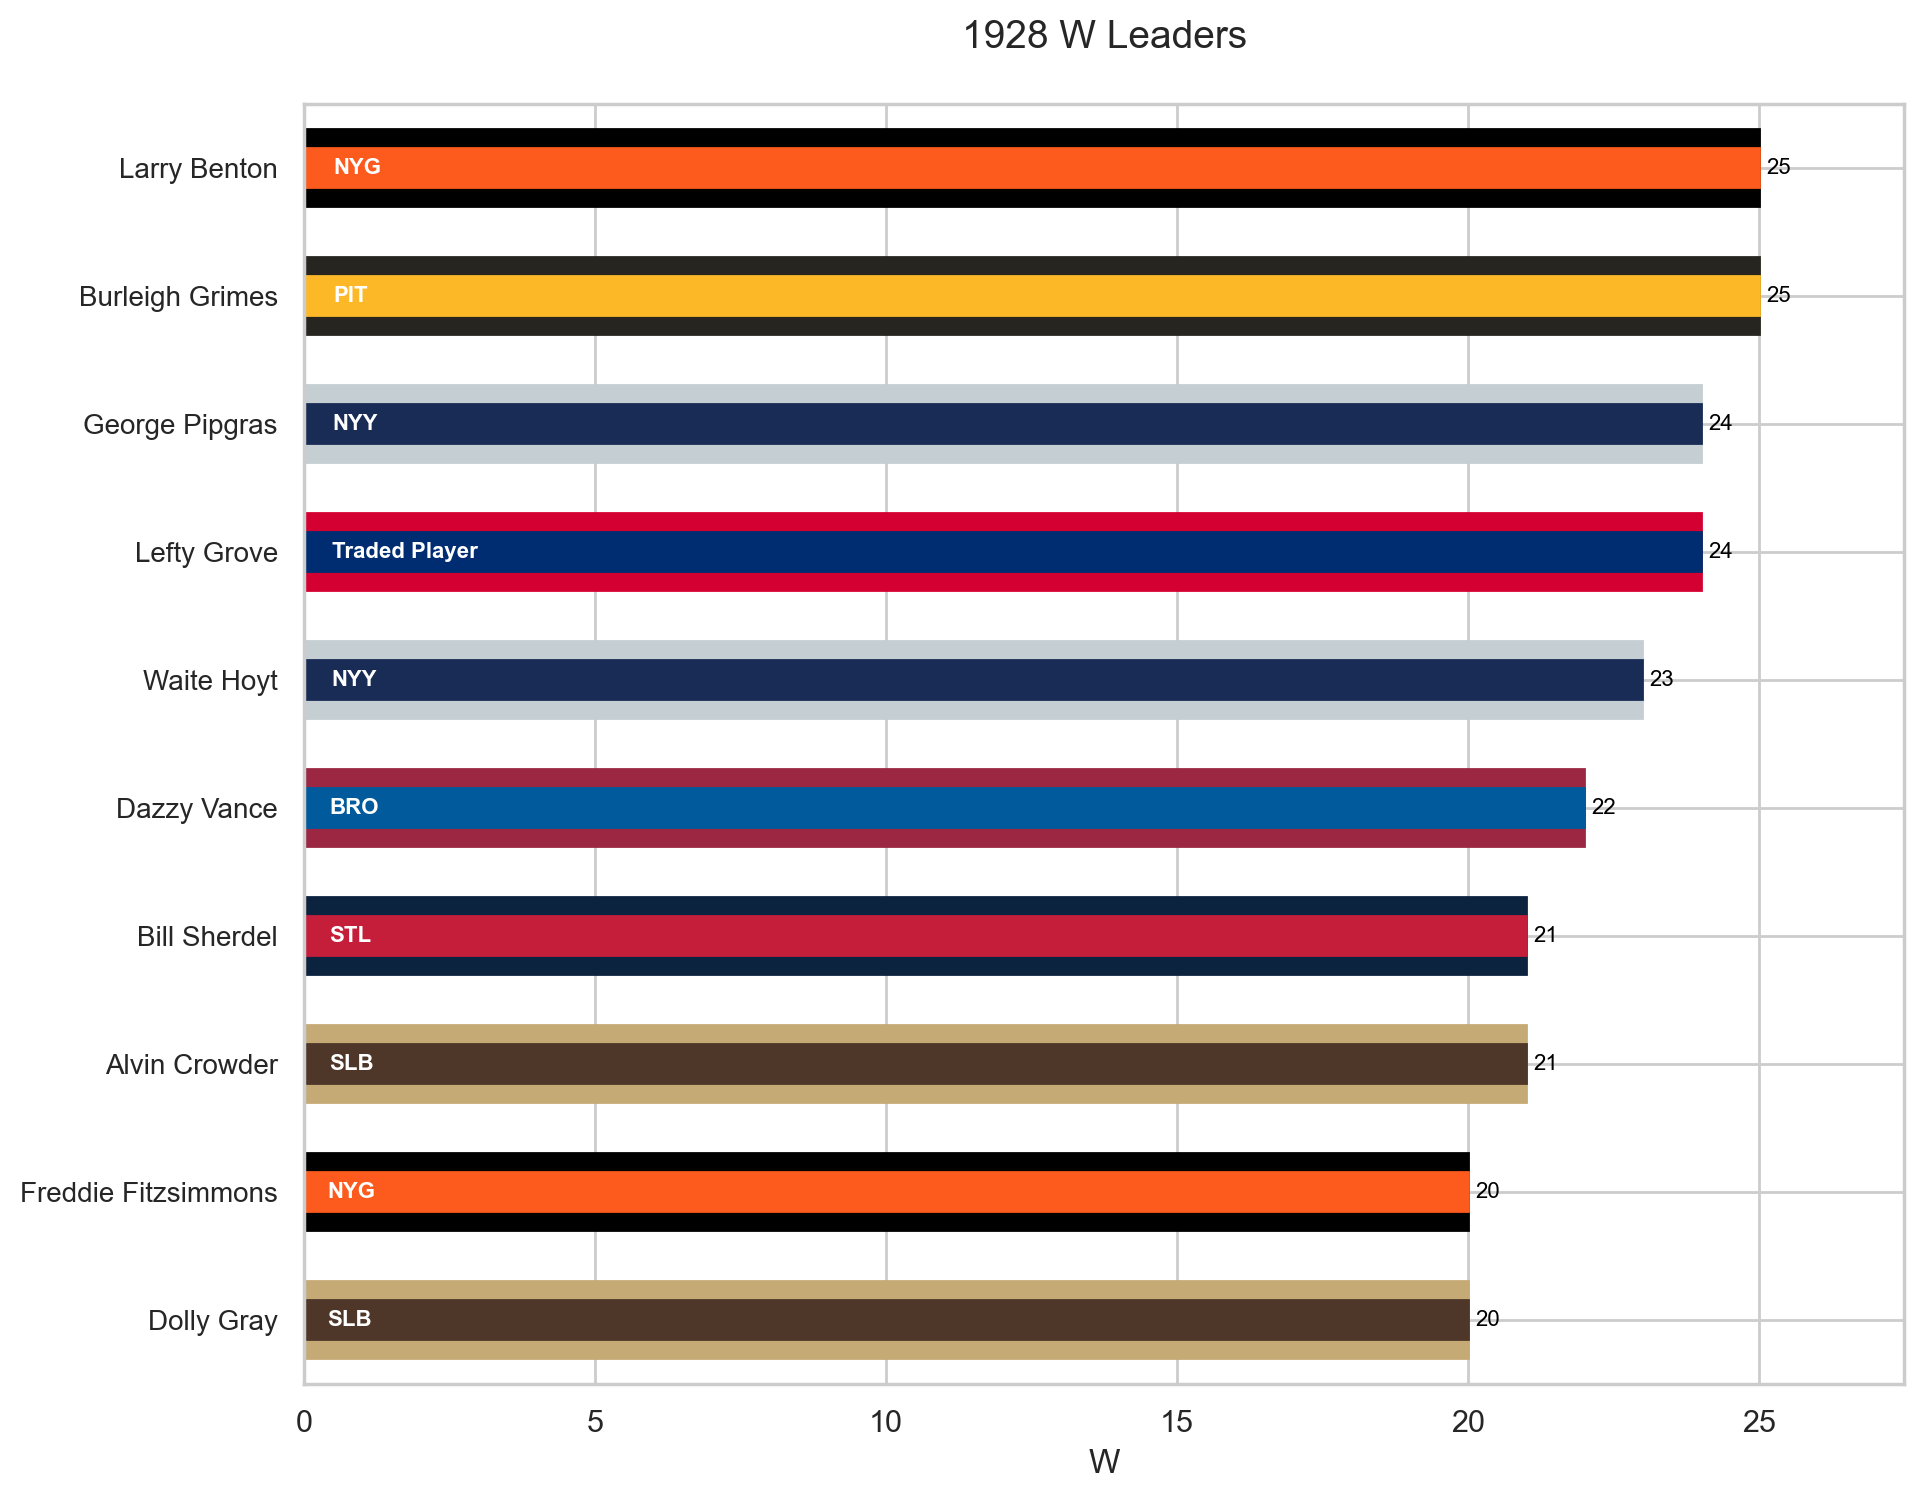 1928 W Leaders
Larry Benton NYG 25
Burleigh Grimes PIT 25
George Pipgras NYY 24
Lefty Grove Traded Player 24
Waite Hoyt NYY 23
Dazzy Vance BRO 22
Bill Sherdel STL 21
Alvin Crowder SLB 21
Freddie Fitzsimmons NYG 20
Dolly Gray SLB 20
0 5 10 15 20 25
W